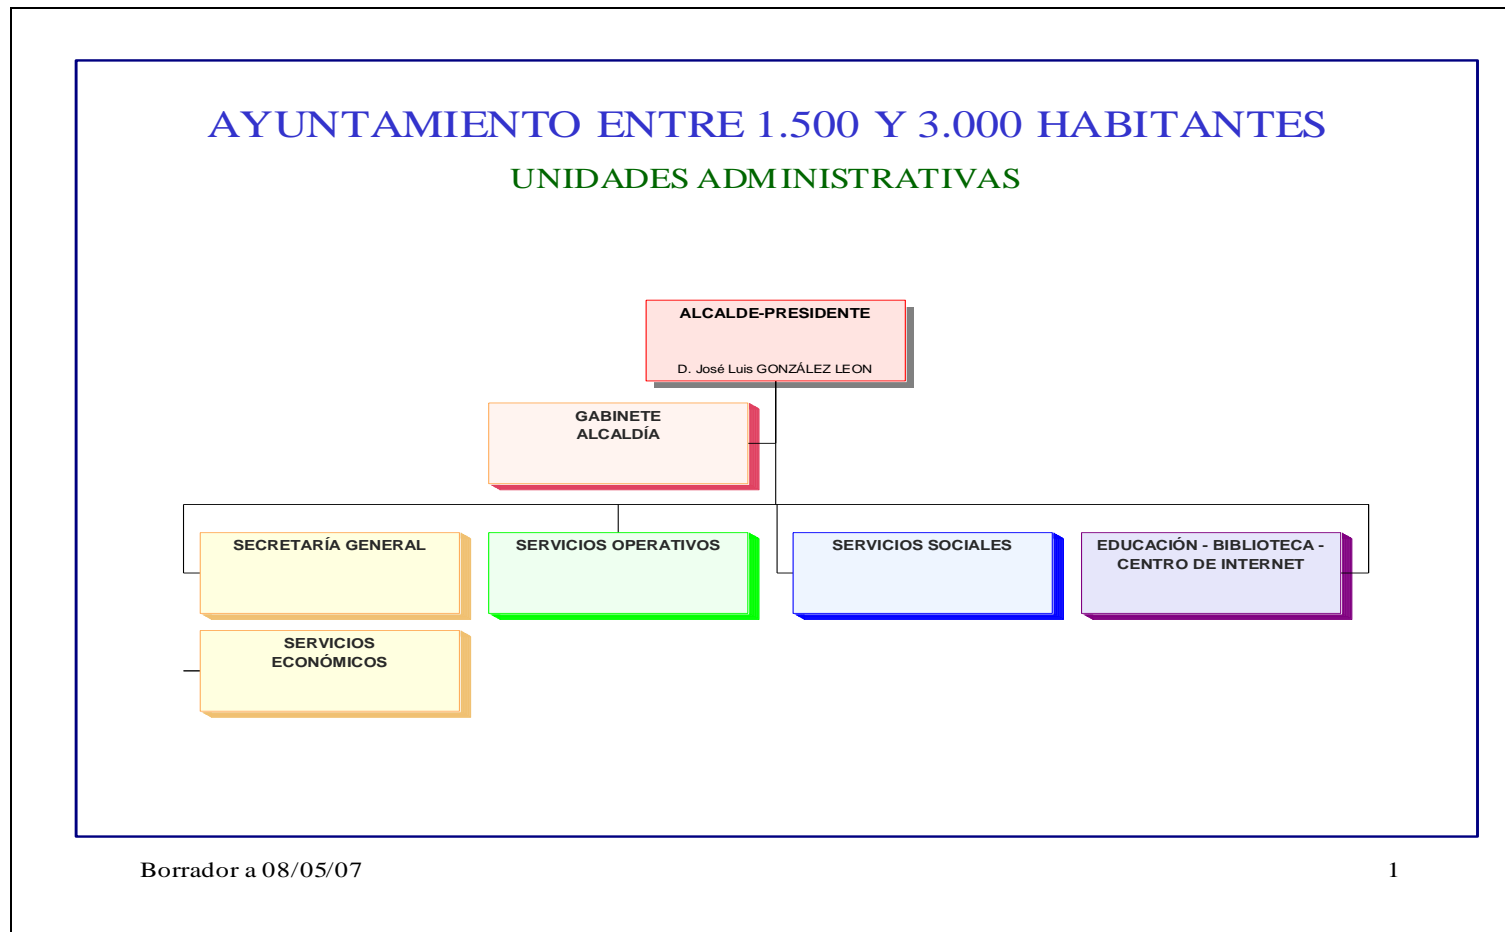 AYUNTAMIENTO ENTRE 1.500 Y 3.000 HABITANTES
UNIDADES ADMINISTRATIVAS
ALCALDE-PRESIDENTE
D. José Luis GONZÁLEZ LEON
GABINETE
ALCALDÍA
SECRETARÍA GENERAL
SERVICIOS OPERATIVOS
SERVICIOS SOCIALES
EDUCACIÓN - BIBLIOTECA -
CENTRO DE INTERNET
SERVICIOS
ECONÓMICOS
Borrador a 08/05/07
1